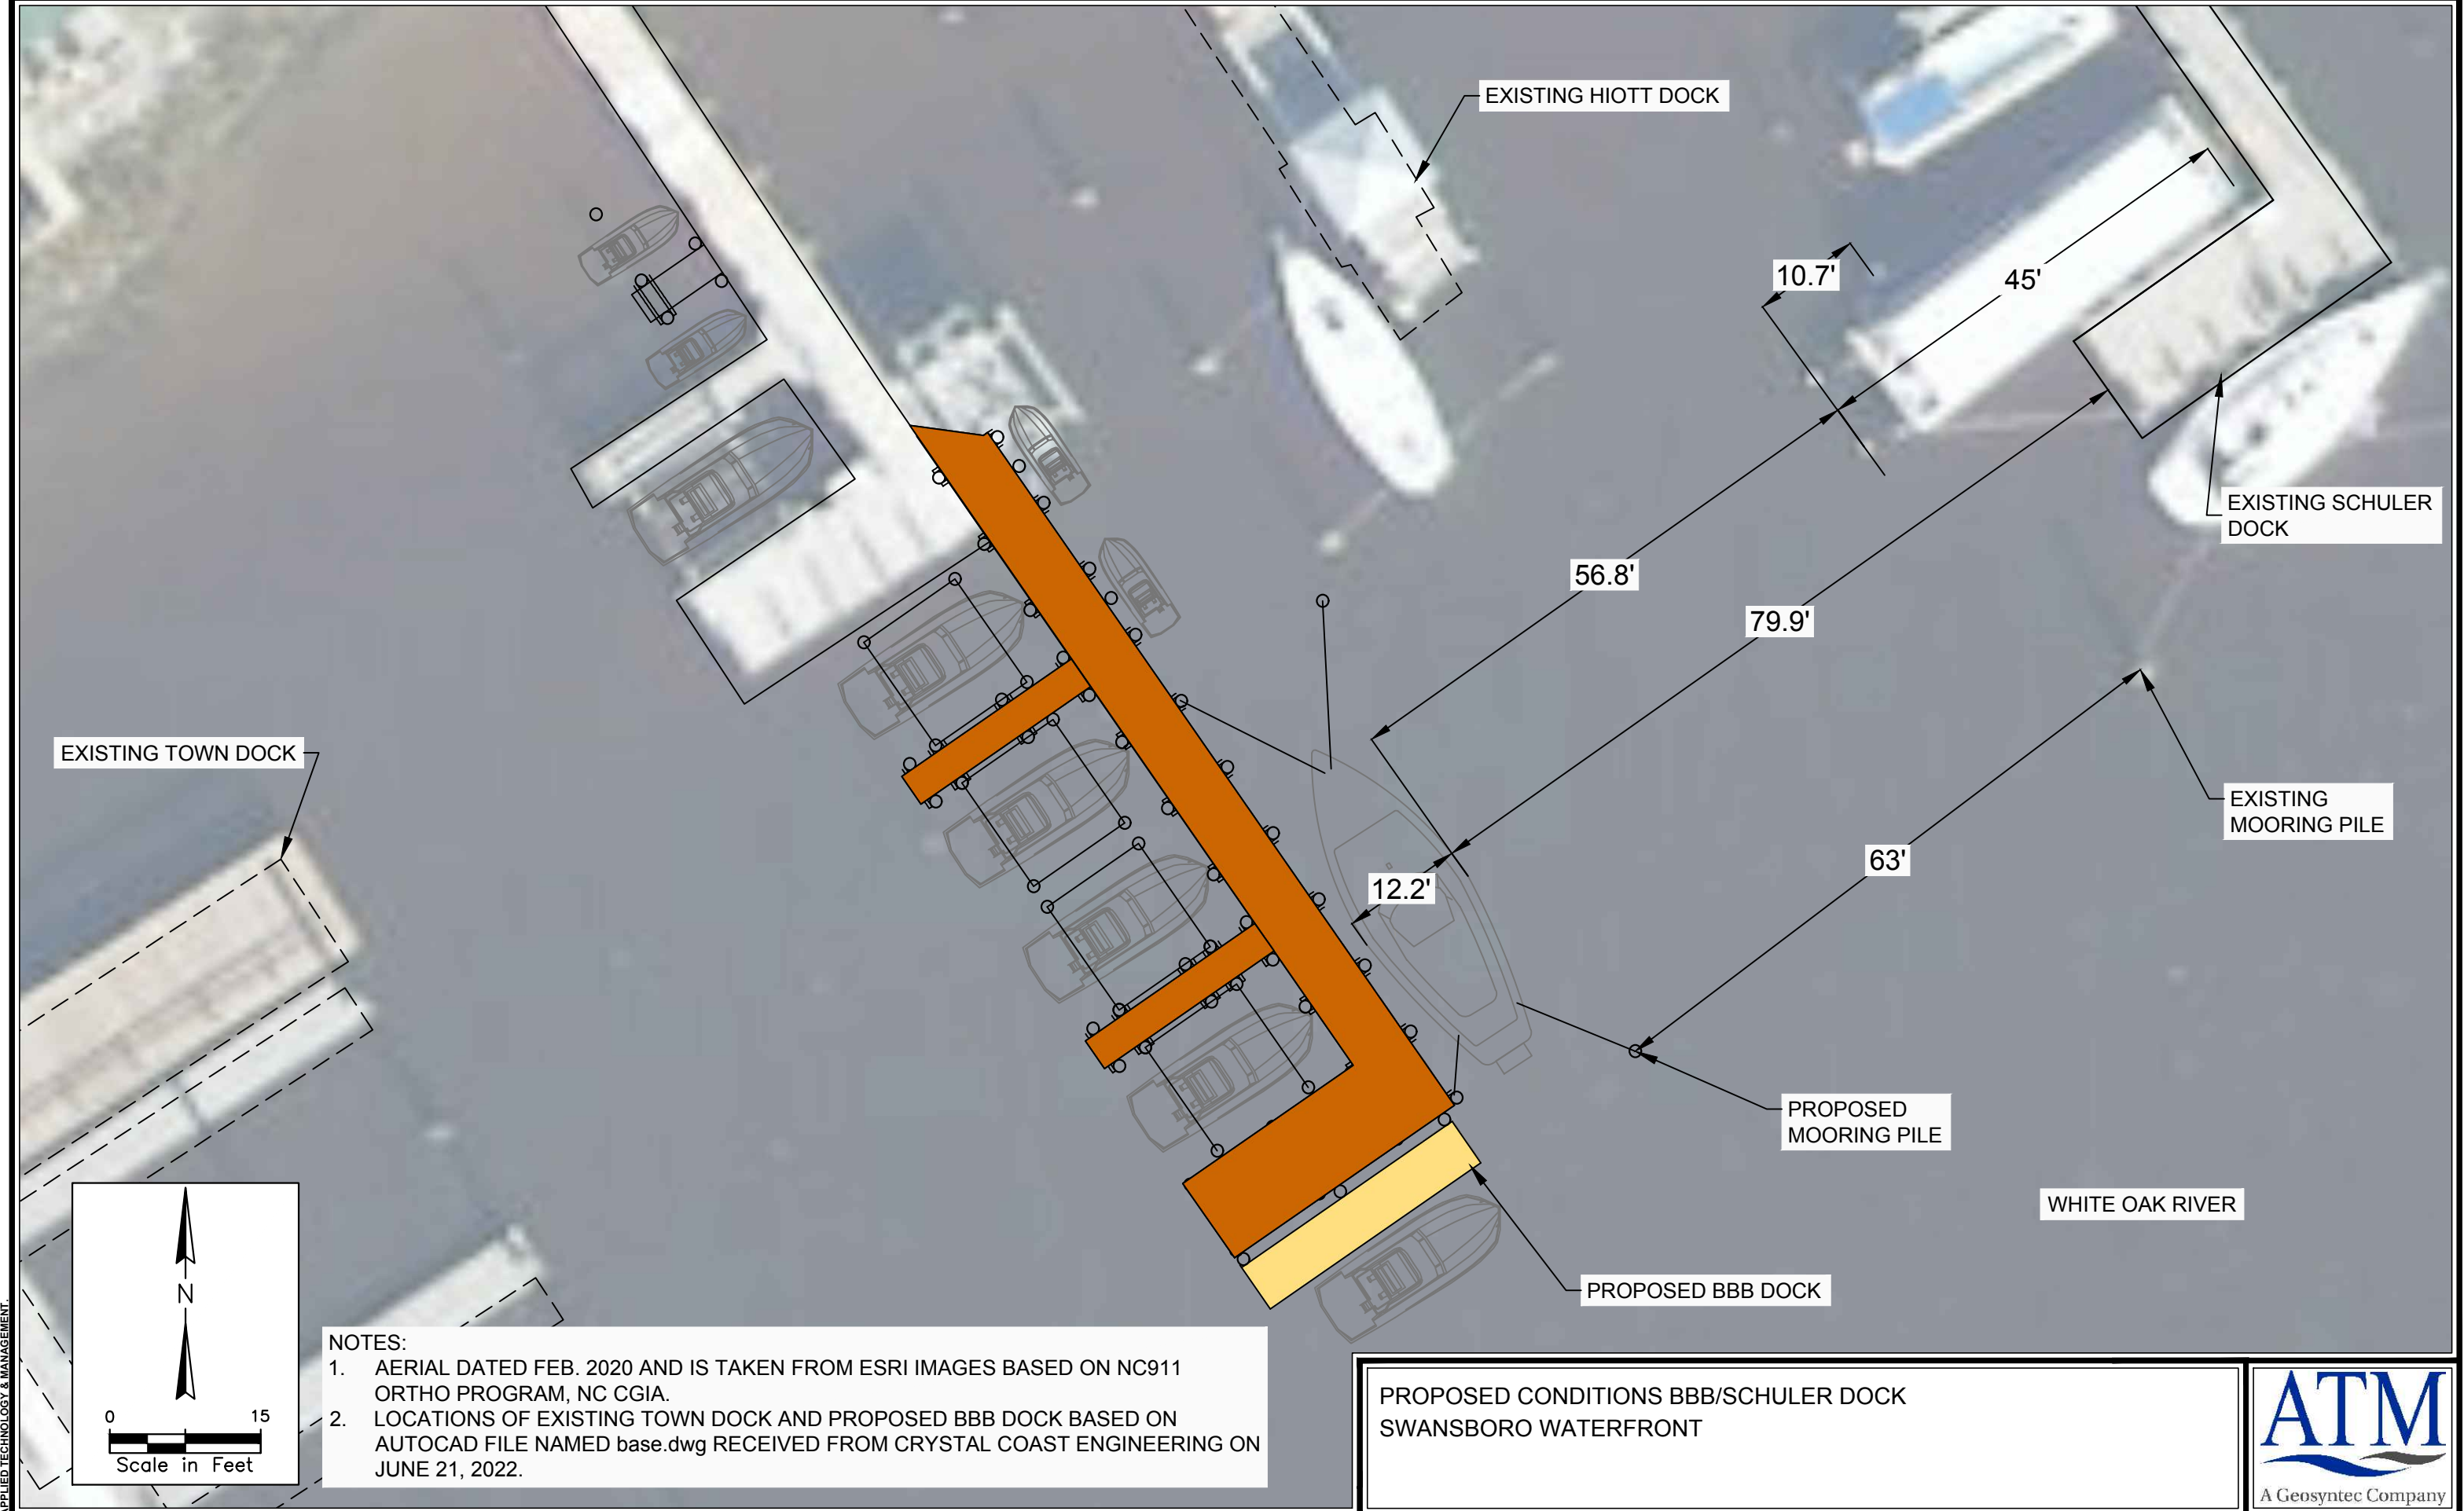 EXISTING HIOTT DOCK
10.7'
45'
EXISTING SCHULER
DOCK
56.8'
79.9'
EXISTING TOWN DOCK
EXISTING
MOORING PILE
63'
12.2'
PROPOSED
MOORING PILE
WHITE OAK RIVER
PROPOSED BBB DOCK
N
0 15
Scale in Feet
NOTES:
1. AERIAL DATED FEB. 2020 AND IS TAKEN FROM ESRI IMAGES BASED ON NC911
ORTHO PROGRAM, NC CGIA.
2. LOCATIONS OF EXISTING TOWN DOCK AND PROPOSED BBB DOCK BASED ON
AUTOCAD FILE NAMED base.dwg RECEIVED FROM CRYSTAL COAST ENGINEERING ON
JUNE 21, 2022.
PROPOSED CONDITIONS BBB/SCHULER DOCK
SWANSBORO WATERFRONT
ATM
A Geosyntec Company
APPLIED TECHNOLOGY & MANAGEMENT.